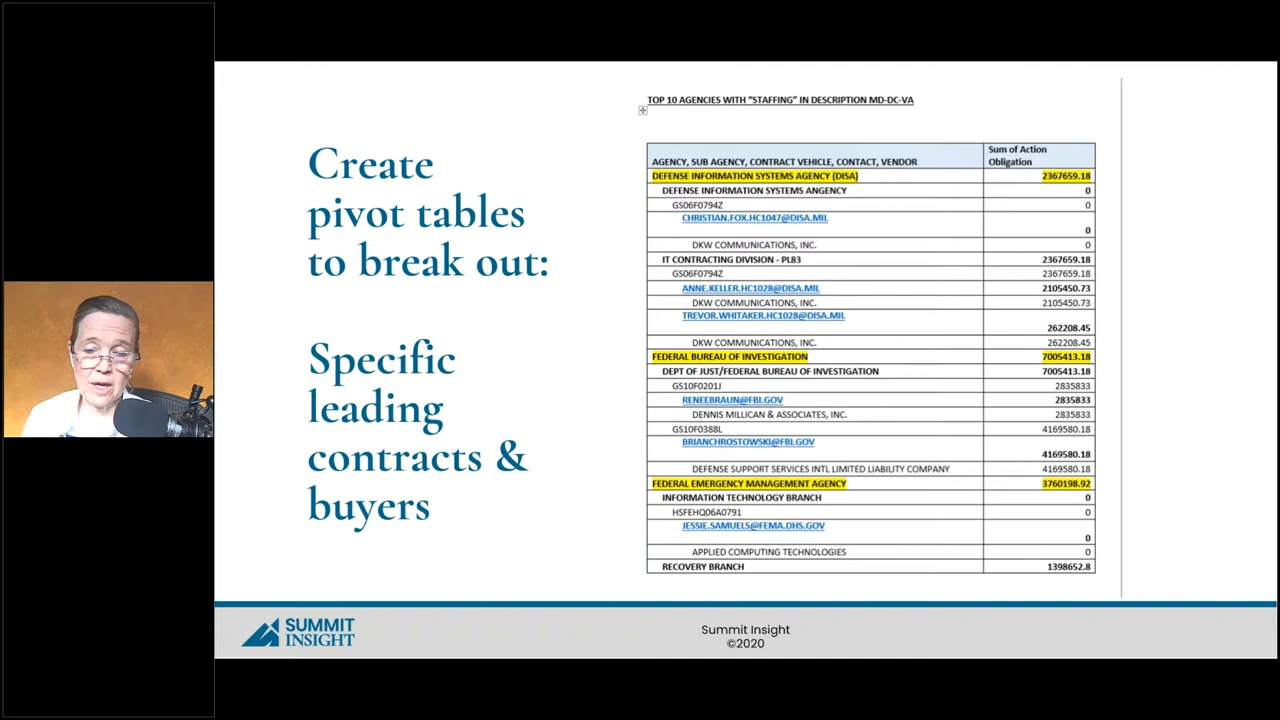 Create
pivot tables
to break out:
Specific
leading
contracts &
buyers
TOP 10 AGENCIES WITH "STAFFING" IN DESCRIPTION MD-DC-VA
AGENCY, SUB AGENCY, CONTRACT VEHICLE, CONTACT, VENDOR Sum of Action Obligation
DEFENSE INFORMATION SYSTEMS AGENCY (DISA) 2367659.18
DEFENSE INFORMATION SYSTEMS ANGENCY 0
GS06F0794Z 0
CHRISTIAN.FOX.HC1047@DISA.MIL 0
DKW COMMUNICATIONS, INC. 0
IT CONTRACTING DIVISION - PL83 2367659.18
GS06F0794Z 2367659.18
ANNE.KELLER.HC1028@DISA.MIL 2105450.73
DKW COMMUNICATIONS, INC. 2105450.73
TREVOR.WHITAKER.HC1028@DISA.MIL 262208.45
DKW COMMUNICATIONS, INC. 262208.45
FEDERAL BUREAU OF INVESTIGATION 7005413.18
DEPT OF JUST/FEDERAL BUREAU OF INVESTIGATION 7005413.18
GS10F0201J 2835833
RENEEBRAUN@FBI.GOV 2835833
DENNIS MILLICAN & ASSOCIATES, INC. 2835833
GS10F0388L 4169580.18
BRIANCHROSTOWSKI@FBI.GOV 4169580.18
DEFENSE SUPPORT SERVICES INTL LIMITED LIABILITY COMPANY 4169580.18
FEDERAL EMERGENCY MANAGEMENT AGENCY 3760198.92
INFORMATION TECHNOLOGY BRANCH 0
HSFEHQ06A0791 0
JESSIE.SAMUELS@FEMA.DHS.GOV 0
APPLIED COMPUTING TECHNOLOGIES 0
RECOVERY BRANCH 1398652.8
SUMMIT
INSIGHT
Summit Insight
©2020